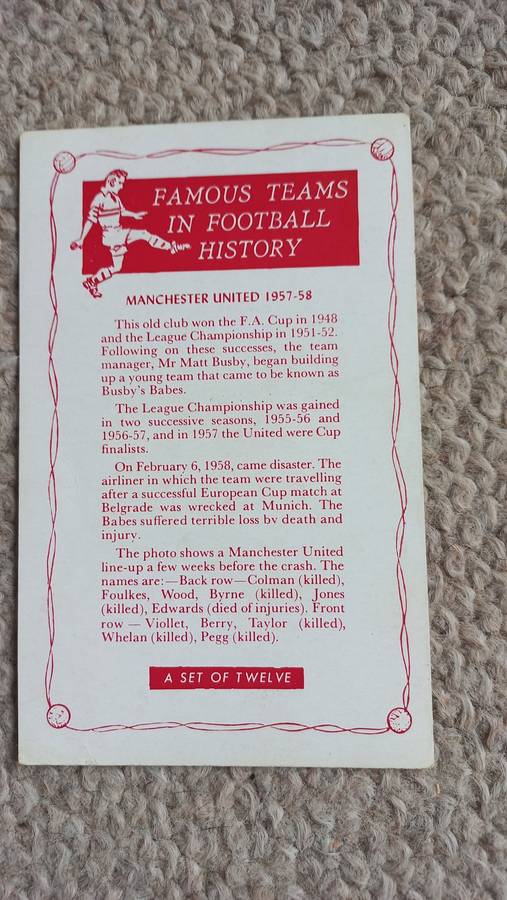 FAMOUS TEAMS
IN FOOTBALL
HISTORY
MANCHESTER UNITED 1957-58
This old club won the F.A. Cup in 1948
and the League Championship in 1951-52.
Following on these successes, the team
manager, Mr Matt Busby, began building
up a young team that came to be known as
Busby's Babes.
The League Championship was gained
in two successive seasons, 1955-56 and
1956-57, and in 1957 the United were Cup
finalists.
On February 6, 1958, came disaster. The
airliner in which the team were travelling
after a successful European Cup match at
Belgrade was wrecked at Munich. The
Babes suffered terrible loss by death and
injury.
The photo shows a Manchester United
line-up a few weeks before the crash. The
names are:—Back row—Colman (killed),
Foulkes, Wood, Byrne (killed), Jones
(killed), Edwards (died of injuries). Front
row — Viollet, Berry, Taylor (killed),
Whelan (killed), Pegg (killed).
A SET OF TWELVE